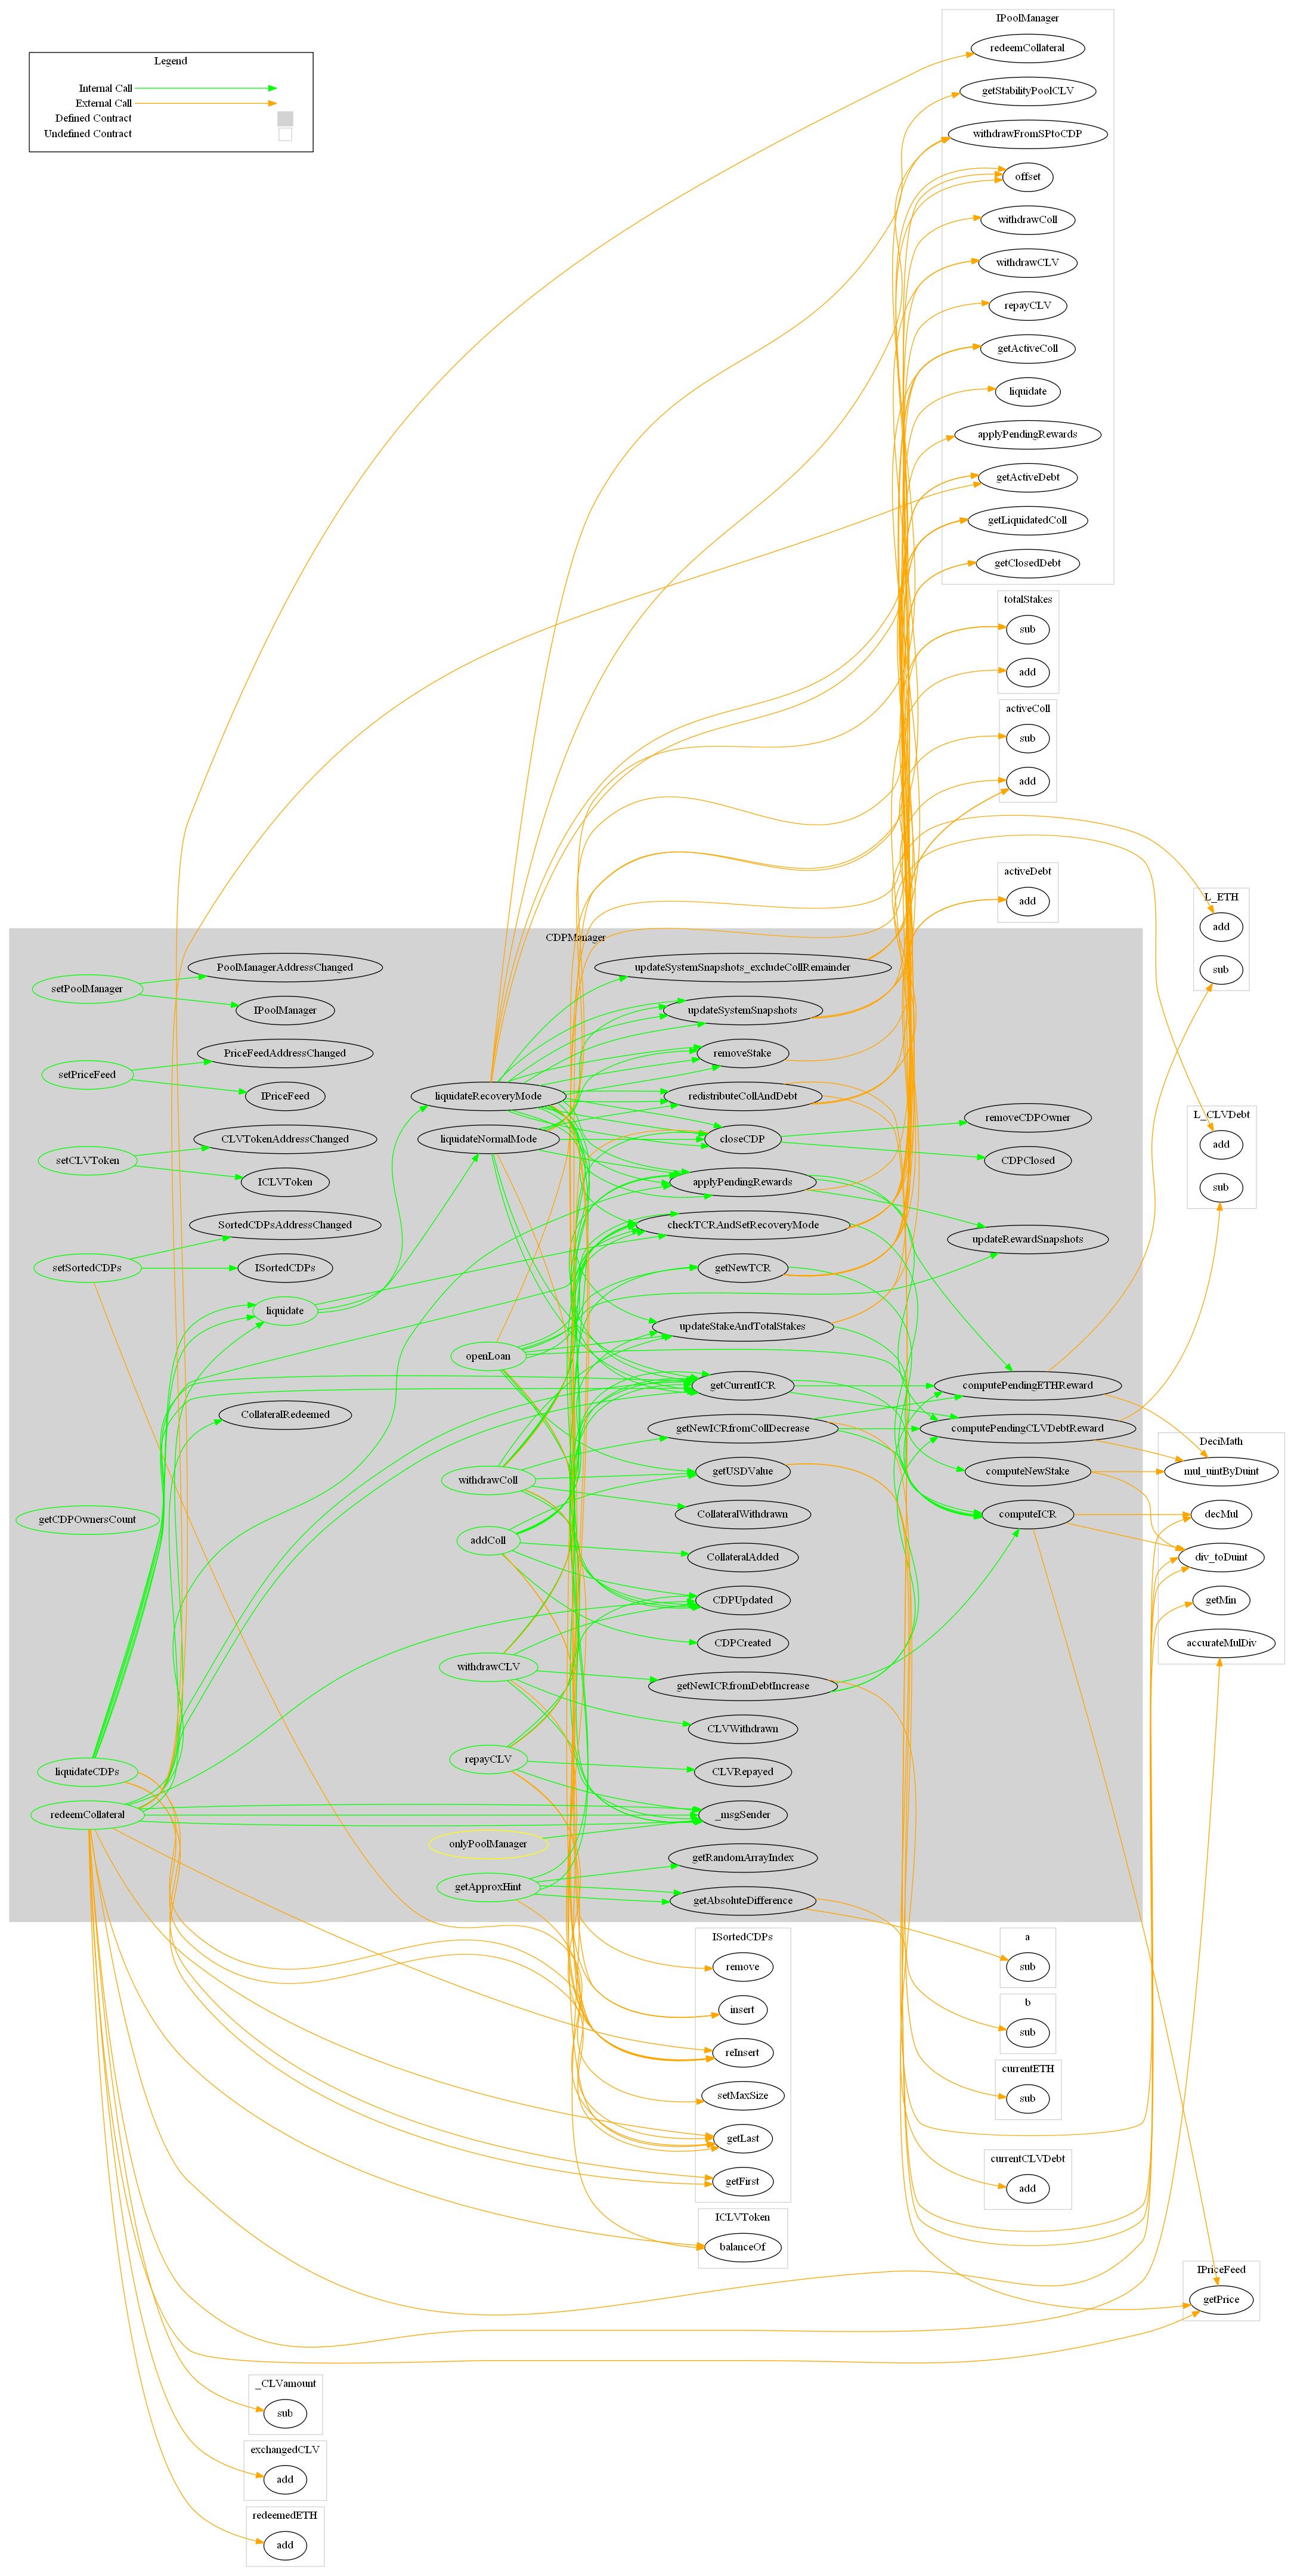 Legend
Internal Call
External Call
Defined Contract
Undefined Contract
IPoolManager
redeemCollateral
getStabilityPoolCLV
withdrawFromSPtoCDP
offset
withdrawColl
withdrawCLV
repayCLV
getActiveColl
liquidate
applyPendingRewards
getActiveDebt
getLiquidatedColl
getClosedDebt
totalStakes
sub
add
activeColl
sub
add
activeDebt
add
L_ETH
add
sub
L_CLVDebt
add
sub
CDPManager
setPoolManager
PoolManagerAddressChanged
IPoolManager
setPriceFeed
PriceFeedAddressChanged
IPriceFeed
setCLVToken
CLVTokenAddressChanged
ICLVToken
setSortedCDPs
SortedCDPsAddressChanged
ISortedCDPs
liquidate
CollateralRedeemed
getCDPOwnersCount
liquidateCDPs
redeemCollateral
liquidateRecoveryMode
liquidateNormalMode
openLoan
withdrawColl
addColl
withdrawCLV
repayCLV
onlyPoolManager
getApproxHint
updateSystemSnapshots_excludeCollRemainder
updateSystemSnapshots
removeStake
redistributeCollAndDebt
closeCDP
applyPendingRewards
checkTCRAndSetRecoveryMode
getNewTCR
updateStakeAndTotalStakes
getCurrentICR
getNewICRfromCollDecrease
getUSDValue
CollateralWithdrawn
CollateralAdded
CDPUpdated
CDPCreated
getNewICRfromDebtIncrease
CLVWithdrawn
CLVRepayed
_msgSender
getRandomArrayIndex
getAbsoluteDifference
removeCDPOwner
CDPClosed
updateRewardSnapshots
computePendingETHReward
computePendingCLVDebtReward
computeNewStake
computeICR
DeciMath
mul_uintByDuint
decMul
div_toDuint
getMin
accurateMulDiv
ISortedCDPs
remove
insert
reInsert
setMaxSize
getLast
getFirst
ICLVToken
balanceOf
a
sub
b
sub
currentETH
sub
currentCLVDebt
add
IPriceFeed
getPrice
_CLVamount
sub
exchangedCLV
add
redeemedETH
add